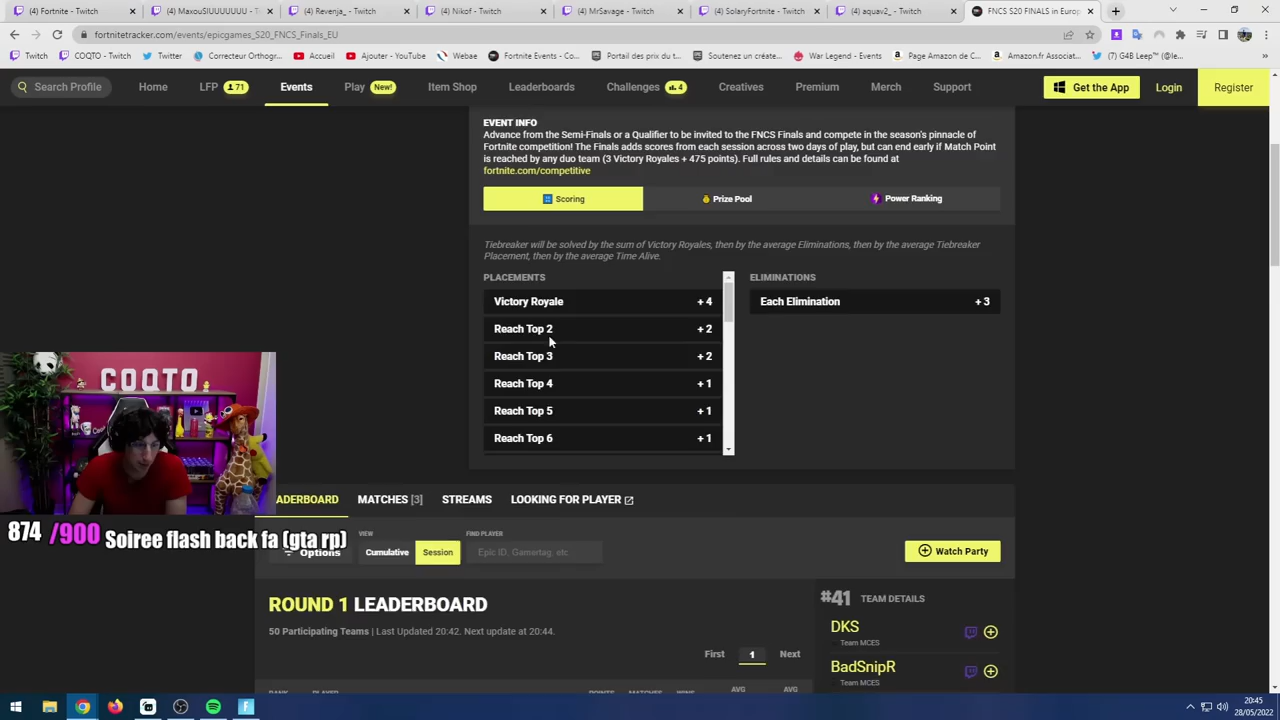 Fortnite - Twitch
MaxouSIUUUUUU - T
Revenja_ - Twitch
Nikof - Twitch
MrSavage - Twitch
SolaryFortnite - Twitch
aquav2_ - Twitch
FNCS S20 FINALS in Europ
fortnitetracker.com/events/epicgames_S20_FNCS_Finals_EU
Twitch
COQTO - Twitch
Twitter
Correcteur Orthogr...
Accueil
Ajouter - YouTube
Webae
Fortnite Events -
Portail des paris du t...
Soutenez un créate...
War Legend - Events
Page Amazon de C...
Amazon.fr Associat...
(7) G4B Leep™ (@le...
Search Profile
Home
LFP 71
Events
Play New!
Item Shop
Leaderboards
Challenges 4
Creatives
Premium
Merch
Support
Get the App
Login
Register
EVENT INFO
Advance from the Semi-Finals or a Qualifier to be invited to the FNCS Finals and compete in the season's pinnacle of
Fortnite competition! The Finals adds scores from each session across two days of play, but can end early if Match Point
is reached by any duo team (3 Victory Royales + 475 points). Full rules and details can be found at
fortnite.com/competitive
Scoring
Prize Pool
Power Ranking
Tiebreaker will be solved by the sum of Victory Royales, then by the average Eliminations, then by the average Tiebreaker
Placement, then by the average Time Alive.
PLACEMENTS
ELIMINATIONS
Victory Royale + 4
Each Elimination + 3
Reach Top 2 + 2
Reach Top 3 + 2
Reach Top 4 + 1
Reach Top 5 + 1
Reach Top 6 + 1
COQTO
ADERBOARD
MATCHES [3]
STREAMS
LOOKING FOR PLAYER
874 /900 Soiree flash back fa (gta rp)
VIEW
FIND PLAYER
Options
Cumulative
Session
Epic ID, Gamertag, etc
Watch Party
ROUND 1 LEADERBOARD
50 Participating Teams | Last Updated 20:42. Next update at 20:44.
First
1
Next
#41 TEAM DETAILS
DKS
Team MCES
BadSnipR
Team MCES
RANK
PLAYER
POINTS
MATCHES
WINS
AVG
AVG
20:45
28/05/2022